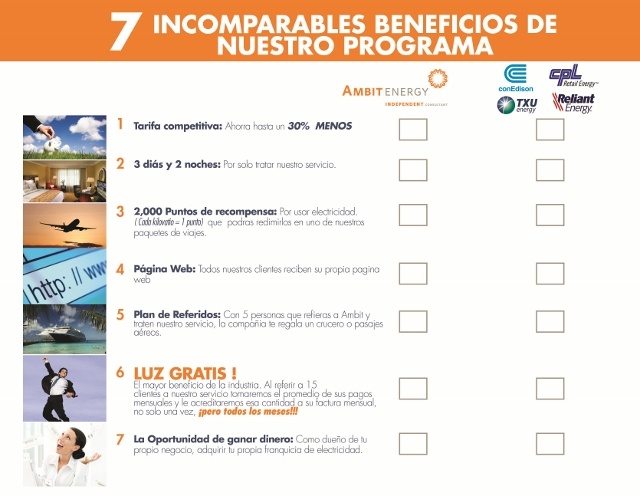 7 INCOMPARABLES BENEFICIOS DE
NUESTRO PROGRAMA
AMBIT ENERGY
INDEPENDENT CONSULTANT
conEdison
cpl
Retail Energy
TXU
energy
Reliant
Energy
1 Tarifa competitiva: Ahorra hasta un 30% MENOS
2 3 diás y 2 noches: Por solo tratar nuestro servicio.
3 2,000 Puntos de recompensa: Por usar electricidad.
(Cada kilovatio = 1 punto) que podras redimirlos en uno de nuestros
paquetes de viajes.
http: // www
4 Página Web: Todos nuestros clientes reciben su propia pagina
web
5 Plan de Referidos: Con 5 personas que refieras a Ambit y
traten nuestro servicio, la compañia te regala un crucero o pasajes
aéreos.
6 LUZ GRATIS !
El mayor beneficio de la industria. Al referir a 15
clientes a nuestro servicio tomaremos el promedio de sus pagos
mensuales y le acreditaremos esa cantidad a su factura mensual,
no solo una vez, ¡pero todos los meses!!!
7 La Oportunidad de ganar dinero: Como dueño de tu
propio negocio, adquirir tu propia franquicia de electricidad.